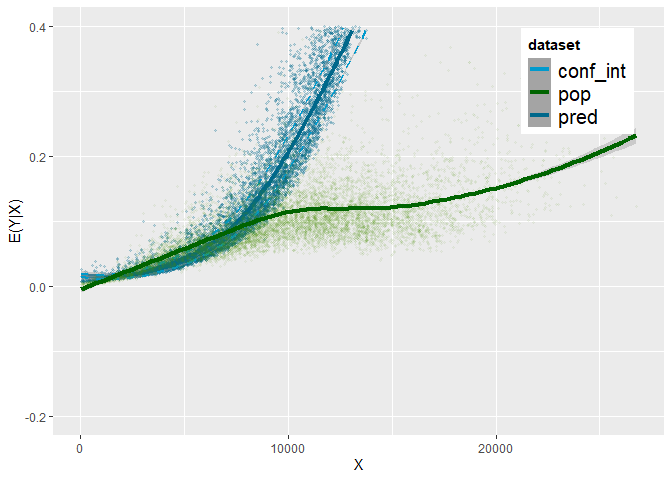 0.4
0.2
0.0
-0.2
E(Y|X)
0
10000
20000
X
dataset
conf_int
pop
pred